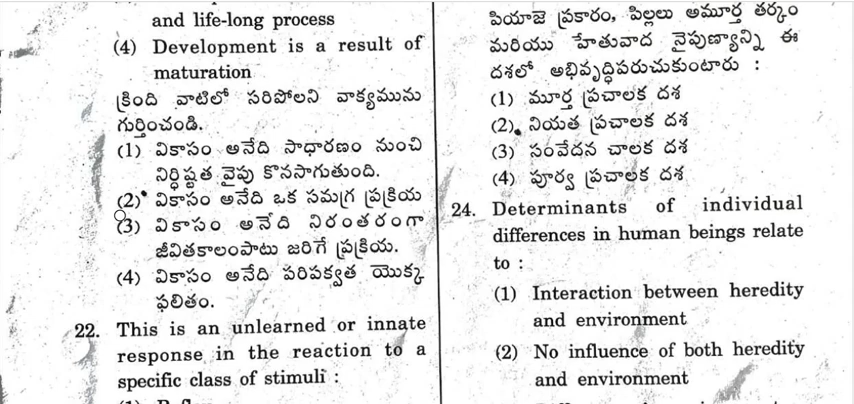 and life-long process
(4) Development is a result of
maturation
క్రింది వాటిలో సరిపోలని వాక్యమును
గుర్తించండి.
(1) వికాసం అనేది సాధారణం నుంచి
నిర్ధిష్టత వైపు కొనసాగుతుంది.
(2) వికాసం అనేది ఒక సమగ్ర ప్రక్రియ
(3) వికాసం అనేది నిరంతరంగా
జీవితకాలంపాటు జరిగే ప్రక్రియ.
(4) వికాసం అనేది పరిపక్వత యొక్క
ఫలితం.
22. This is an unlearned or innate
response in the reaction to a
specific class of stimuli :
పియాజె ప్రకారం, పిల్లలు అమూర్త తర్కం
మరియు హేతువాద నైపుణ్యాన్ని ఈ
దశలో అభివృద్ధిపరుచుకుంటారు :
(1) మూర్త ప్రచాలక దశ
(2) నియత ప్రచాలక దశ
(3) సంవేదన చాలక దశ
(4) పూర్వ ప్రచాలక దశ
24. Determinants of individual
differences in human beings relate
to :
(1) Interaction between heredity
and environment
(2) No influence of both heredity
and environment